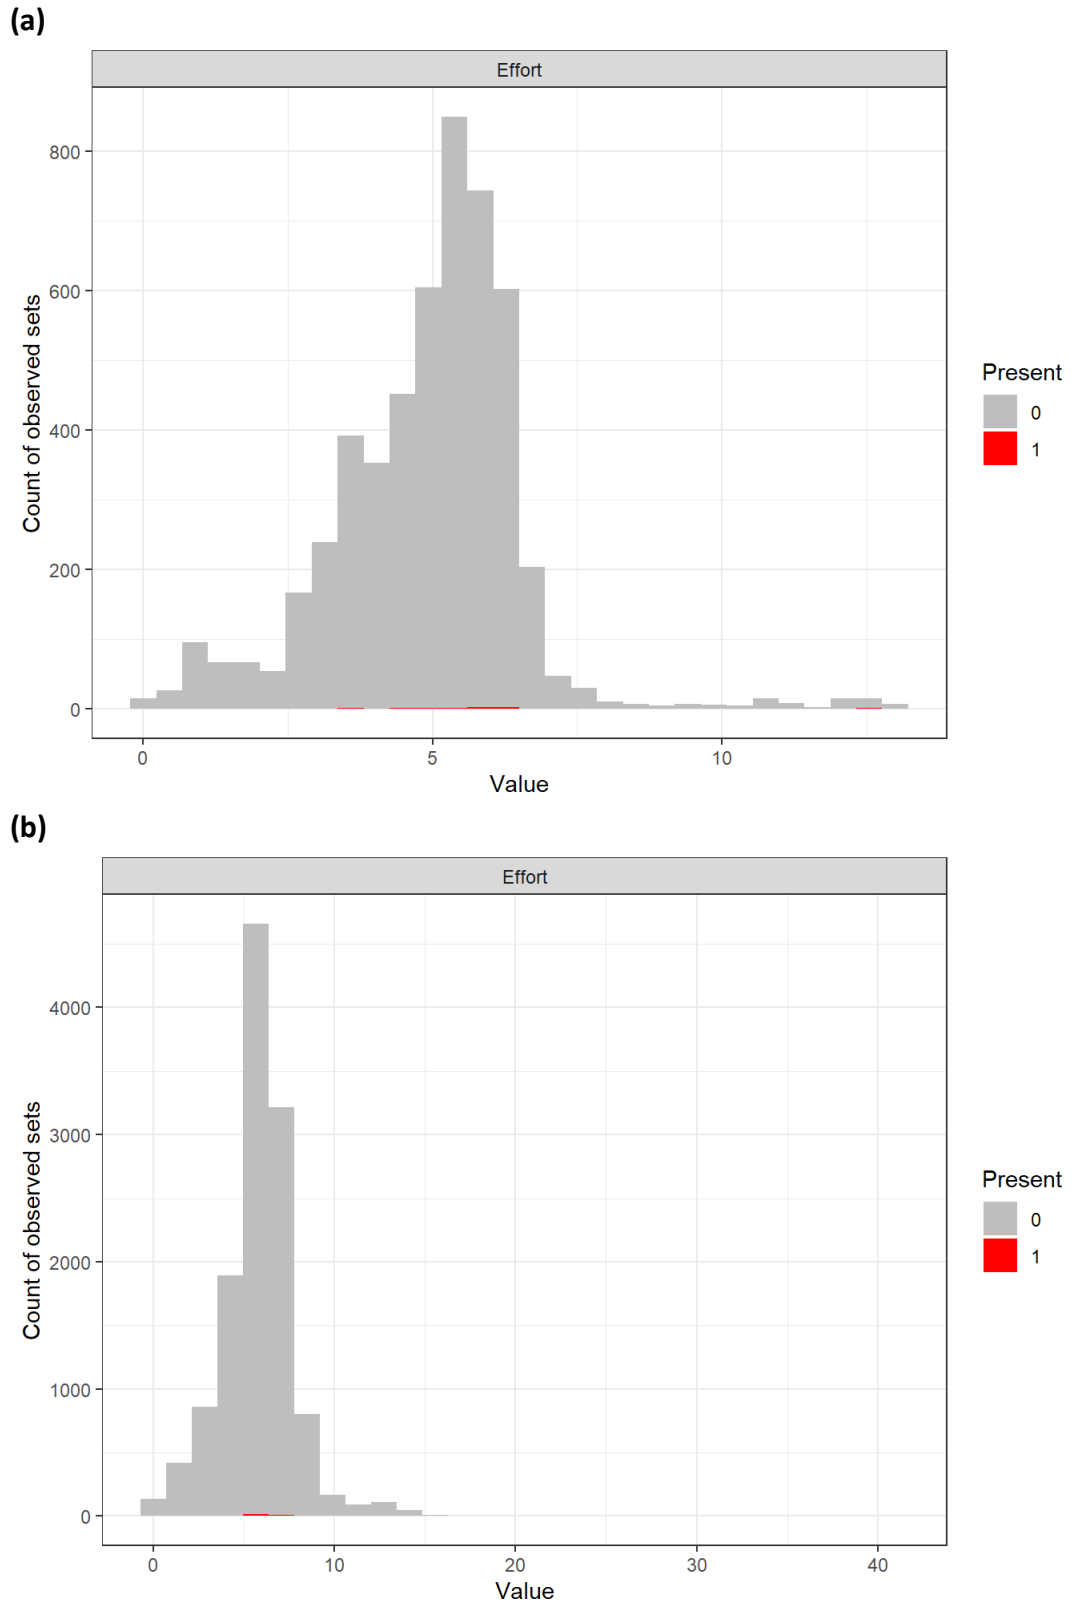 (a)
Effort
Count of observed sets
800
600
400
200
0
0 5 10
Value
Present
0
1
(b)
Effort
Count of observed sets
4000
3000
2000
1000
0
0 10 20 30 40
Value
Present
0
1